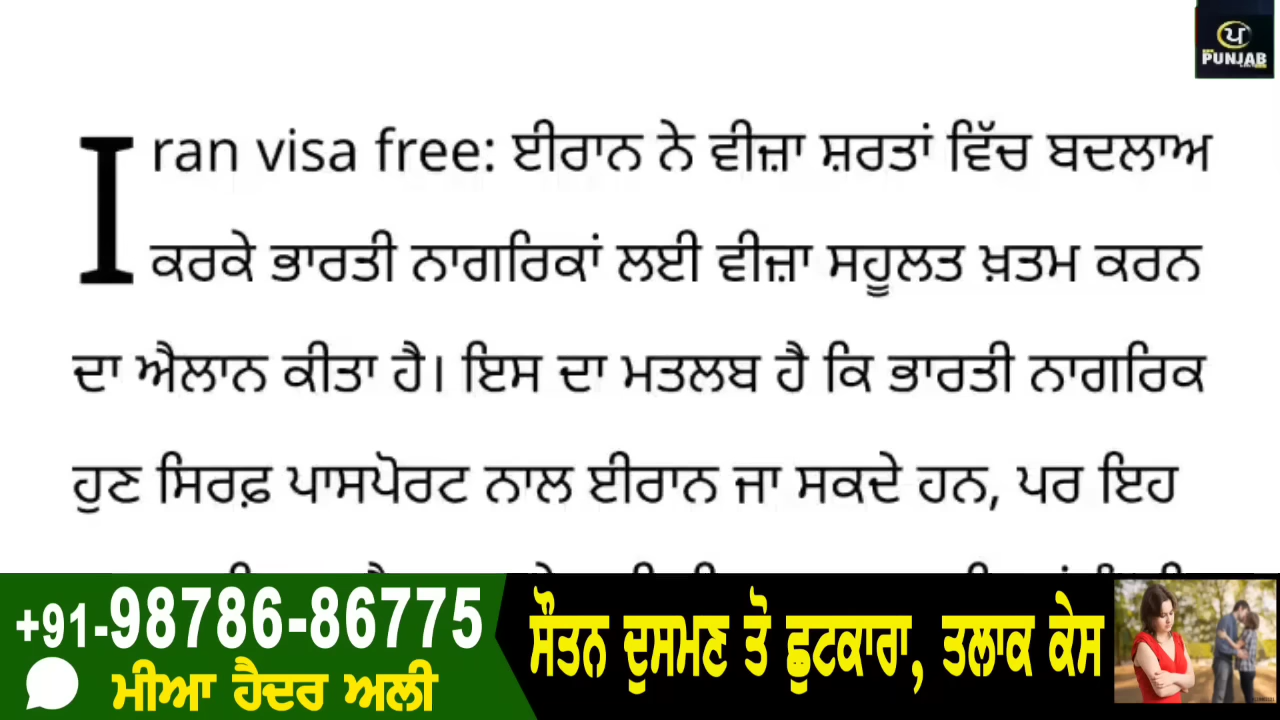 ਪ
PUNJAB
Iran visa free: ਈਰਾਨ ਨੇ ਵੀਜ਼ਾ ਸ਼ਰਤਾਂ ਵਿੱਚ ਬਦਲਾਅ
ਕਰਕੇ ਭਾਰਤੀ ਨਾਗਰਿਕਾਂ ਲਈ ਵੀਜ਼ਾ ਸਹੂਲਤ ਖ਼ਤਮ ਕਰਨ
ਦਾ ਐਲਾਨ ਕੀਤਾ ਹੈ। ਇਸ ਦਾ ਮਤਲਬ ਹੈ ਕਿ ਭਾਰਤੀ ਨਾਗਰਿਕ
ਹੁਣ ਸਿਰਫ਼ ਪਾਸਪੋਰਟ ਨਾਲ ਈਰਾਨ ਜਾ ਸਕਦੇ ਹਨ, ਪਰ ਇਹ
+91-98786-86775
ਮੀਆ ਹੈਦਰ ਅਲੀ
ਸੌਤਨ ਦੁਸਮਣ ਤੋ ਛੁਟਕਾਰਾ, ਤਲਾਕ ਕੇਸ